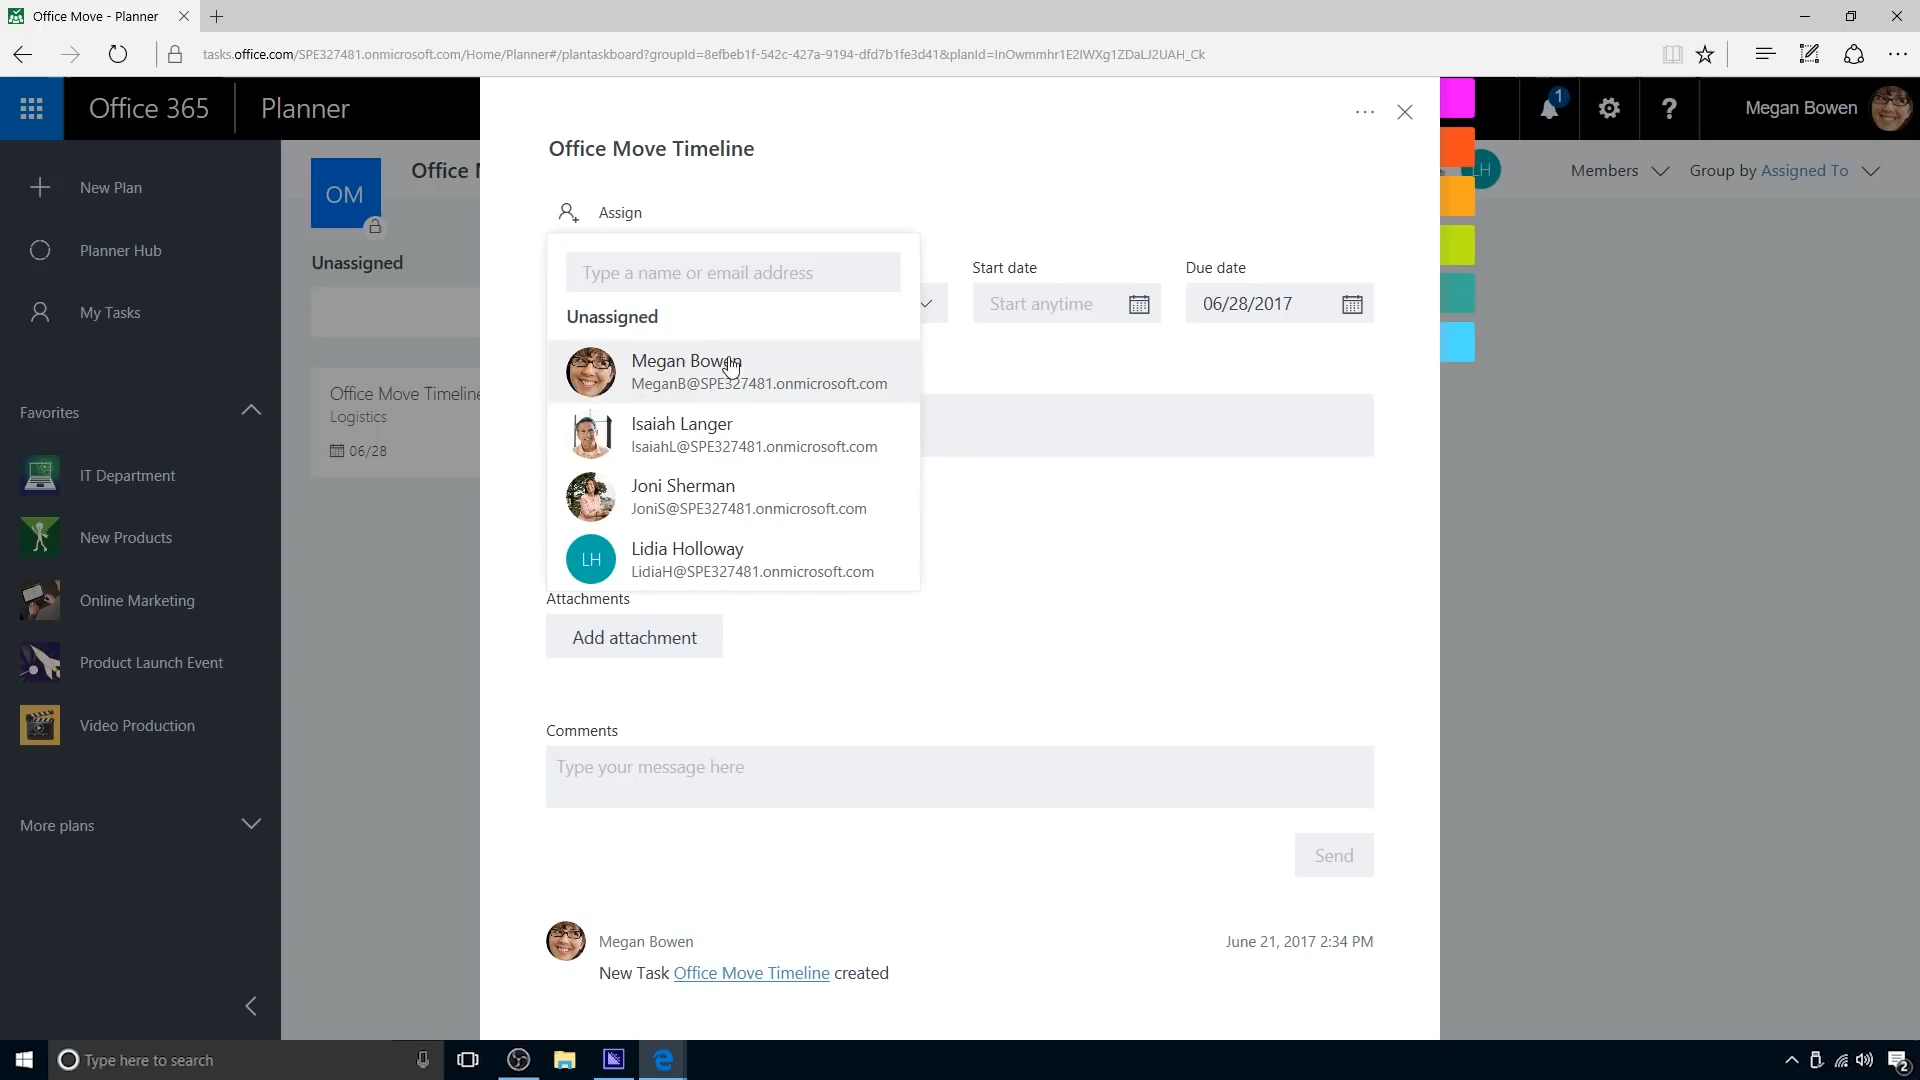 Office Move - Planner
tasks.office.com/SPE327481.onmicrosoft.com/Home/Planner#/plantaskboard?groupId=8efbeb1f-542c-427a-9194-dfd7b1fe3d41&planId=InOwmmhr1E2IWXg1ZDaLJ2UAH_Ck
Office 365
Planner
1
Megan Bowen
New Plan
Planner Hub
My Tasks
Favorites
IT Department
New Products
Online Marketing
Product Launch Event
Video Production
More plans
OM
Office
Unassigned
Office Move Timeline
Logistics
06/28
LH
Members
Group by Assigned To
Office Move Timeline
Assign
Type a name or email address
Unassigned
Megan Bowen
MeganB@SPE327481.onmicrosoft.com
Isaiah Langer
IsaiahL@SPE327481.onmicrosoft.com
Joni Sherman
JoniS@SPE327481.onmicrosoft.com
LH
Lidia Holloway
LidiaH@SPE327481.onmicrosoft.com
Start date
Start anytime
Due date
06/28/2017
Attachments
Add attachment
Comments
Type your message here
Send
Megan Bowen
June 21, 2017 2:34 PM
New Task Office Move Timeline created
Type here to search
2